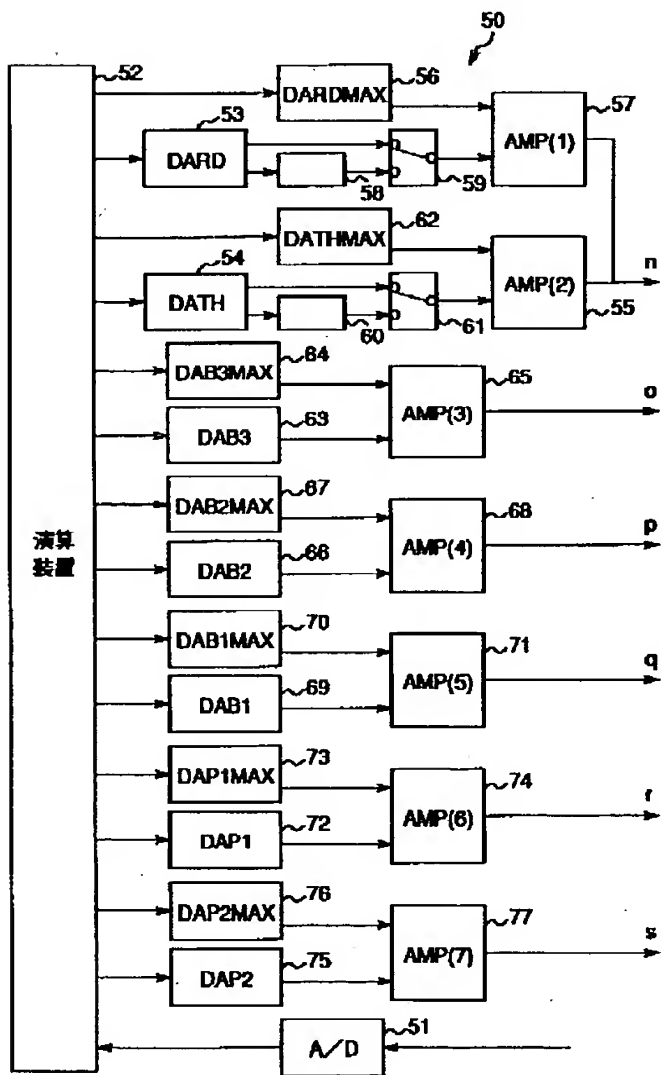 50
52
56
DARDMAX
57
53
AMP(1)
DARD
58
59
62
DATHMAX
n
54
AMP(2)
DATH
60
61
55
64
DAB3MAX
65
o
AMP(3)
63
DAB3
67
DAB2MAX
68
p
演算
装置
AMP(4)
66
DAB2
70
DAB1MAX
71
q
AMP(5)
69
DAB1
73
DAP1MAX
74
r
AMP(6)
72
DAP1
76
DAP2MAX
77
s
AMP(7)
75
DAP2
51
A/D